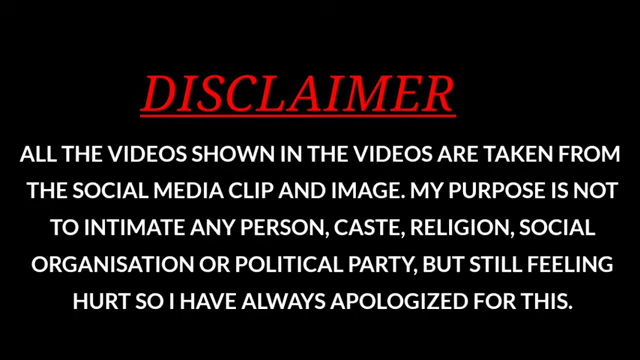 DISCLAIMER
ALL THE VIDEOS SHOWN IN THE VIDEOS ARE TAKEN FROM
THE SOCIAL MEDIA CLIP AND IMAGE. MY PURPOSE IS NOT
TO INTIMATE ANY PERSON, CASTE, RELIGION, SOCIAL
ORGANISATION OR POLITICAL PARTY, BUT STILL FEELING
HURT SO I HAVE ALWAYS APOLOGIZED FOR THIS.